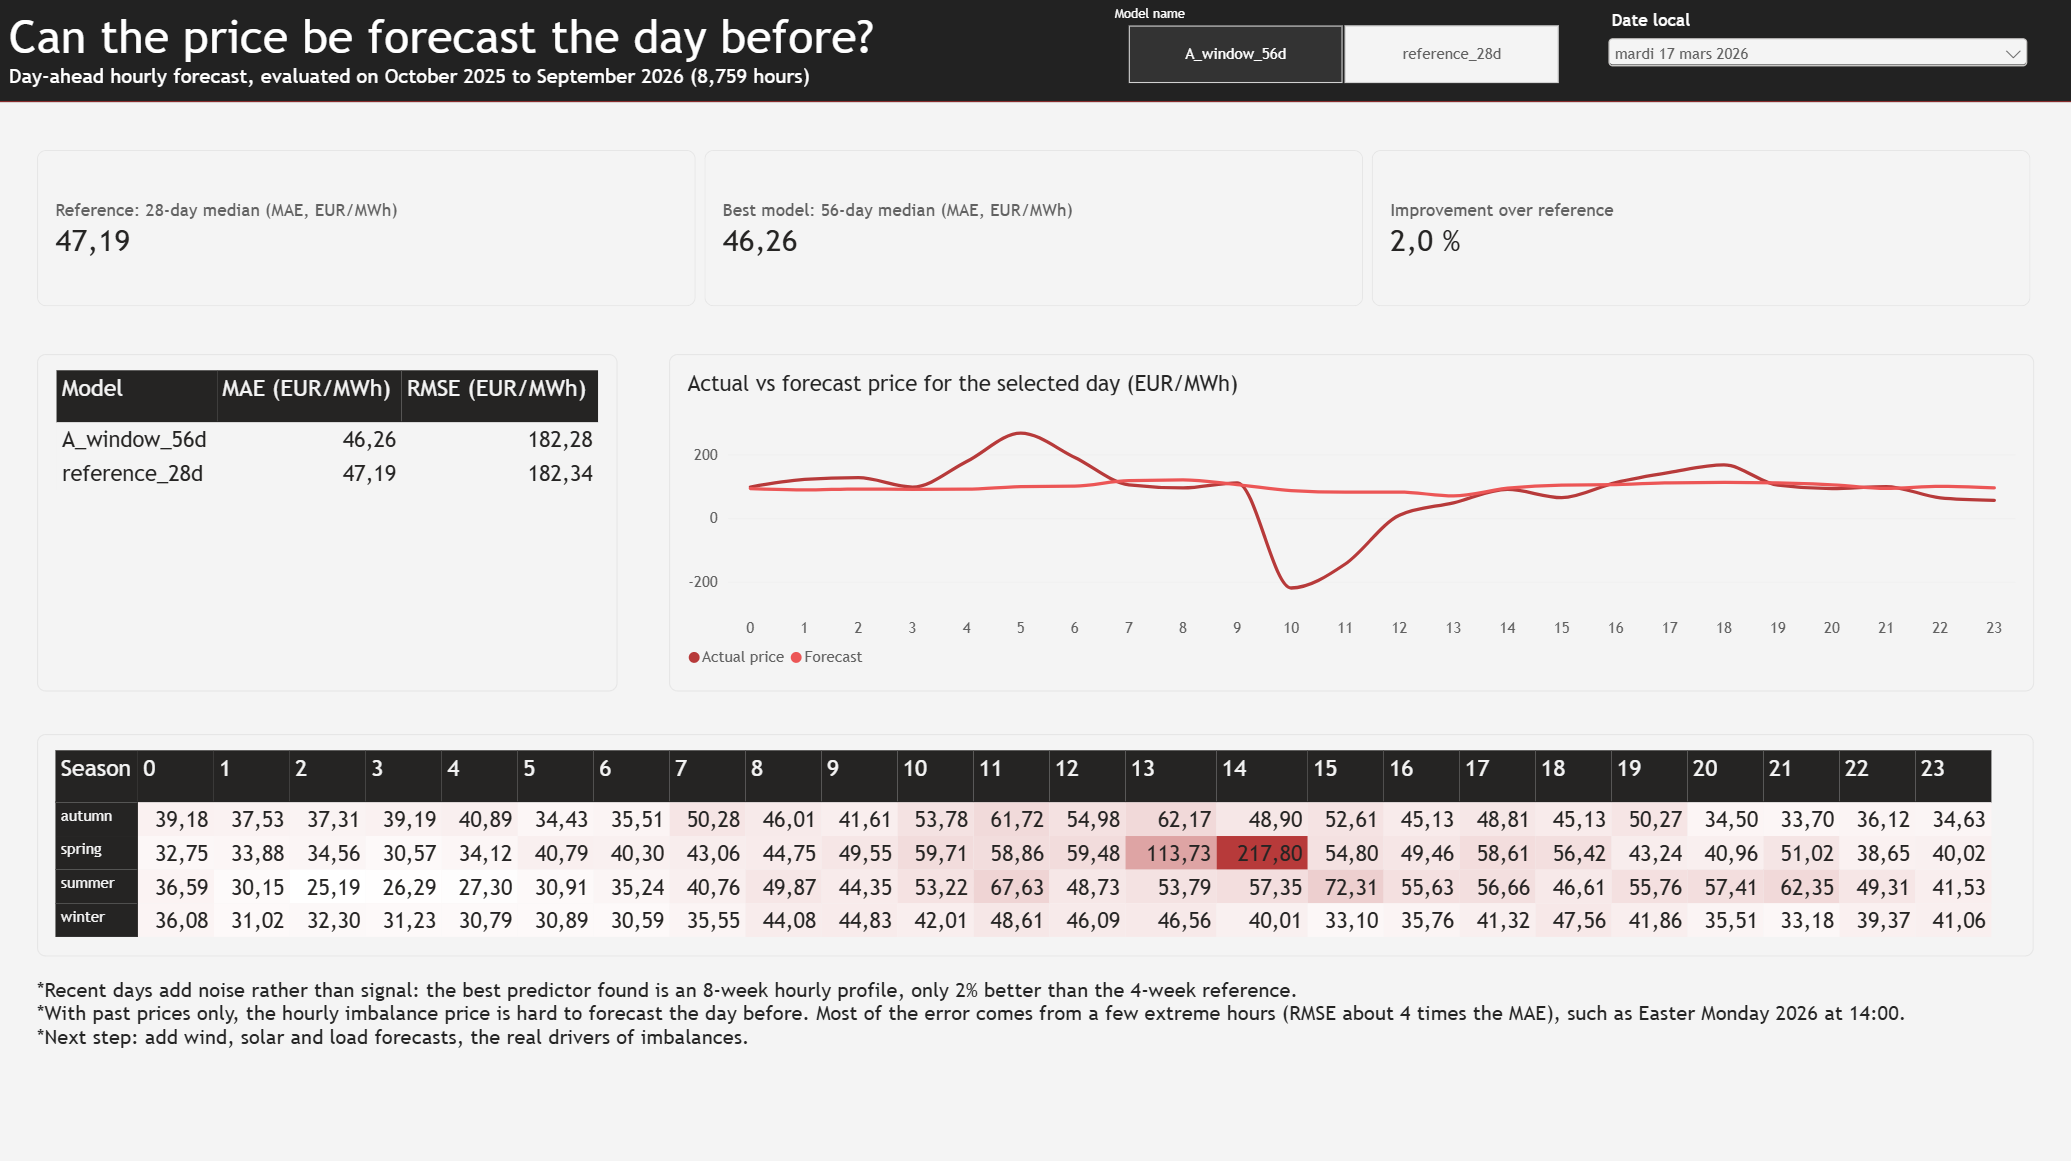 Can the price be forecast the day before?
Day-ahead hourly forecast, evaluated on October 2025 to September 2026 (8,759 hours)
Model name
A_window_56d
reference_28d
Date local
mardi 17 mars 2026
Reference: 28-day median (MAE, EUR/MWh)
47,19
Best model: 56-day median (MAE, EUR/MWh)
46,26
Improvement over reference
2,0 %
Model MAE (EUR/MWh) RMSE (EUR/MWh)
A_window_56d 46,26 182,28
reference_28d 47,19 182,34
Actual vs forecast price for the selected day (EUR/MWh)
200
0
-200
0 1 2 3 4 5 6 7 8 9 10 11 12 13 14 15 16 17 18 19 20 21 22 23
Actual price Forecast
Season 0 1 2 3 4 5 6 7 8 9 10 11 12 13 14 15 16 17 18 19 20 21 22 23
autumn 39,18 37,53 37,31 39,19 40,89 34,43 35,51 50,28 46,01 41,61 53,78 61,72 54,98 62,17 48,90 52,61 45,13 48,81 45,13 50,27 34,50 33,70 36,12 34,63
spring 32,75 33,88 34,56 30,57 34,12 40,79 40,30 43,06 44,75 49,55 59,71 58,86 59,48 113,73 217,80 54,80 49,46 58,61 56,42 43,24 40,96 51,02 38,65 40,02
summer 36,59 30,15 25,19 26,29 27,30 30,91 35,24 40,76 49,87 44,35 53,22 67,63 48,73 53,79 57,35 72,31 55,63 56,66 46,61 55,76 57,41 62,35 49,31 41,53
winter 36,08 31,02 32,30 31,23 30,79 30,89 30,59 35,55 44,08 44,83 42,01 48,61 46,09 46,56 40,01 33,10 35,76 41,32 47,56 41,86 35,51 33,18 39,37 41,06
*Recent days add noise rather than signal: the best predictor found is an 8-week hourly profile, only 2% better than the 4-week reference.
*With past prices only, the hourly imbalance price is hard to forecast the day before. Most of the error comes from a few extreme hours (RMSE about 4 times the MAE), such as Easter Monday 2026 at 14:00.
*Next step: add wind, solar and load forecasts, the real drivers of imbalances.